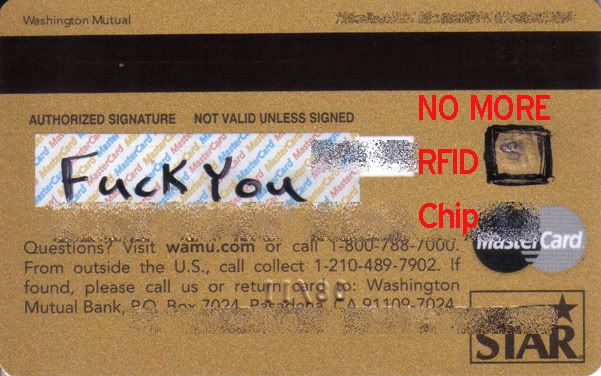 Washington Mutual
AUTHORIZED SIGNATURE NOT VALID UNLESS SIGNED
NO MORE
RFID
Chip
Fuck You
MasterCard
Questions? Visit wamu.com or call 1-800-788-7000.
From outside the U.S., call collect 1-210-489-7902. If
found, please call us or return card to: Washington
Mutual Bank, P.O. Box 7024, Pasadena, CA 91109-7024
STAR